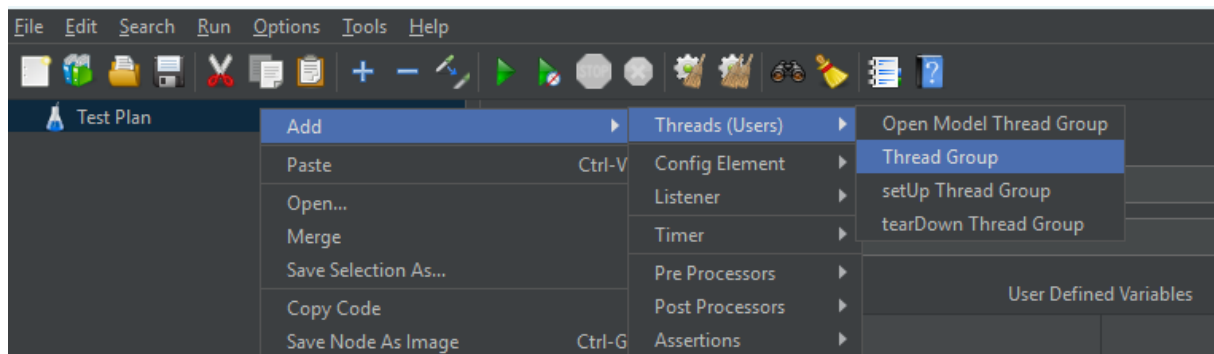 File Edit Search Run Options Tools Help
STOP
Test Plan
Add
Paste Ctrl-V
Open...
Merge
Save Selection As...
Copy Code
Save Node As Image Ctrl-G
Threads (Users)
Config Element
Listener
Timer
Pre Processors
Post Processors
Assertions
Open Model Thread Group
Thread Group
setUp Thread Group
tearDown Thread Group
User Defined Variables